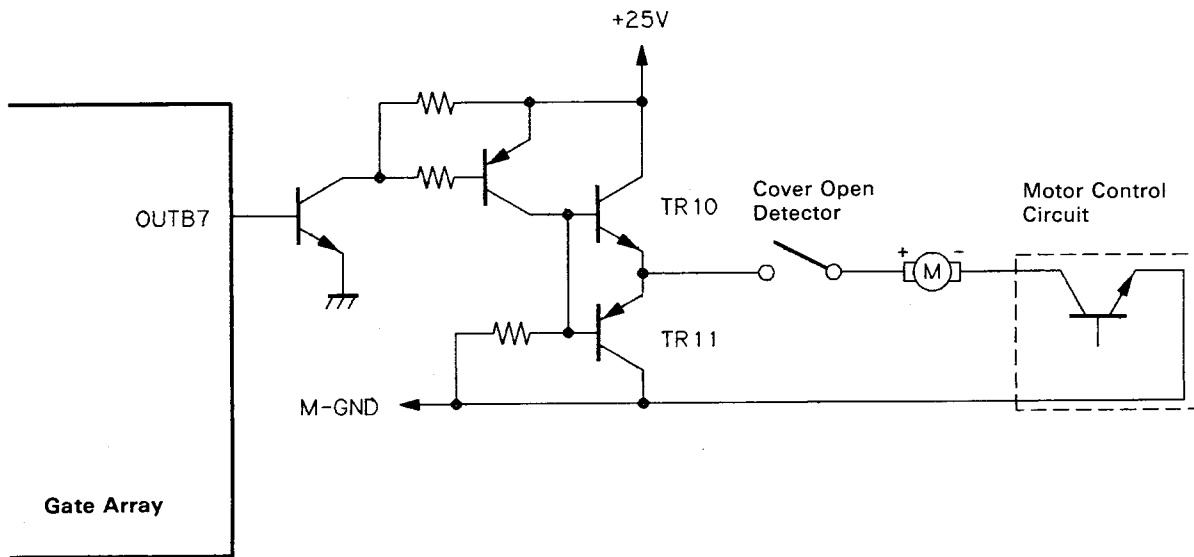 +25V
OUTB7
TR10
Cover Open
Detector
Motor Control
Circuit
+
-
M
TR11
M-GND
Gate Array